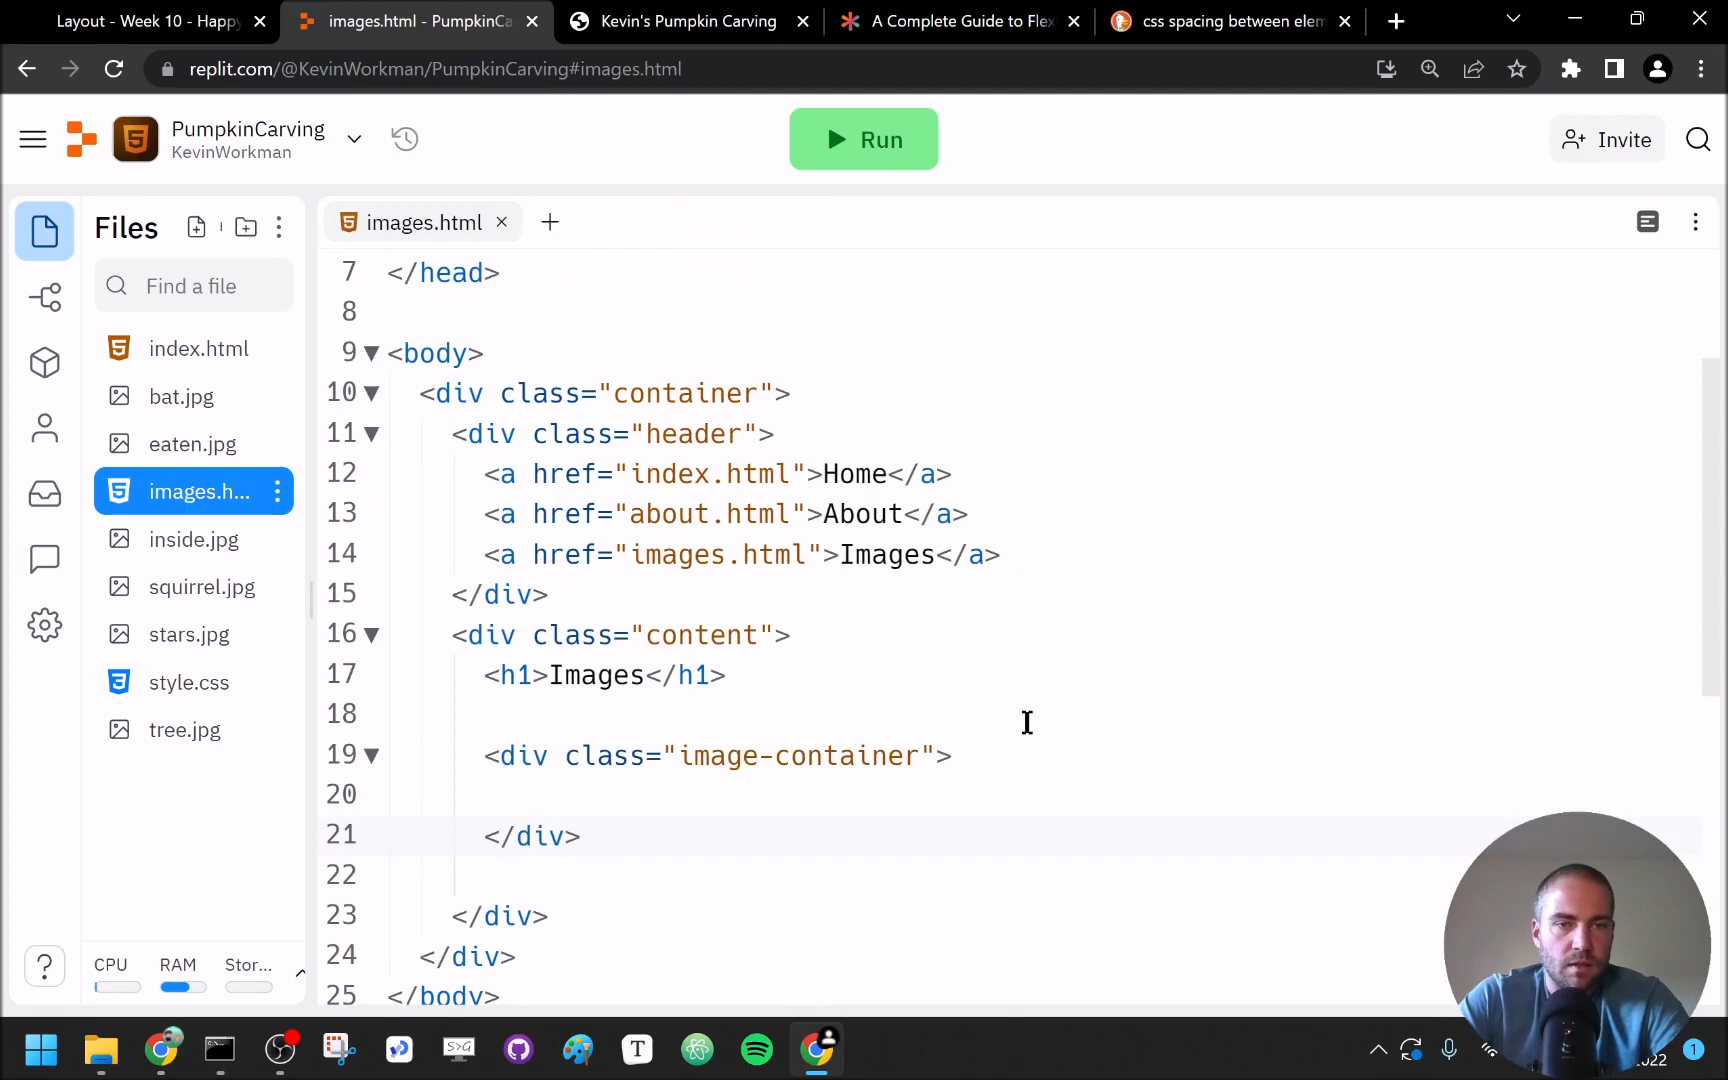 Layout - Week 10 - Happy
images.html - PumpkinCa
Kevin's Pumpkin Carving
A Complete Guide to Flex
css spacing between elem
replit.com/@KevinWorkman/PumpkinCarving#images.html
PumpkinCarving
KevinWorkman
Run
Invite
Files
images.html
Find a file
index.html
bat.jpg
eaten.jpg
images.h...
inside.jpg
squirrel.jpg
stars.jpg
style.css
tree.jpg
CPU RAM Stor...
7 </head>
8
9 <body>
10 <div class="container">
11 <div class="header">
12 <a href="index.html">Home</a>
13 <a href="about.html">About</a>
14 <a href="images.html">Images</a>
15 </div>
16 <div class="content">
17 <h1>Images</h1>
18
19 <div class="image-container">
20
21 </div>
22
23 </div>
24 </div>
25 </body>
S>G
T
1